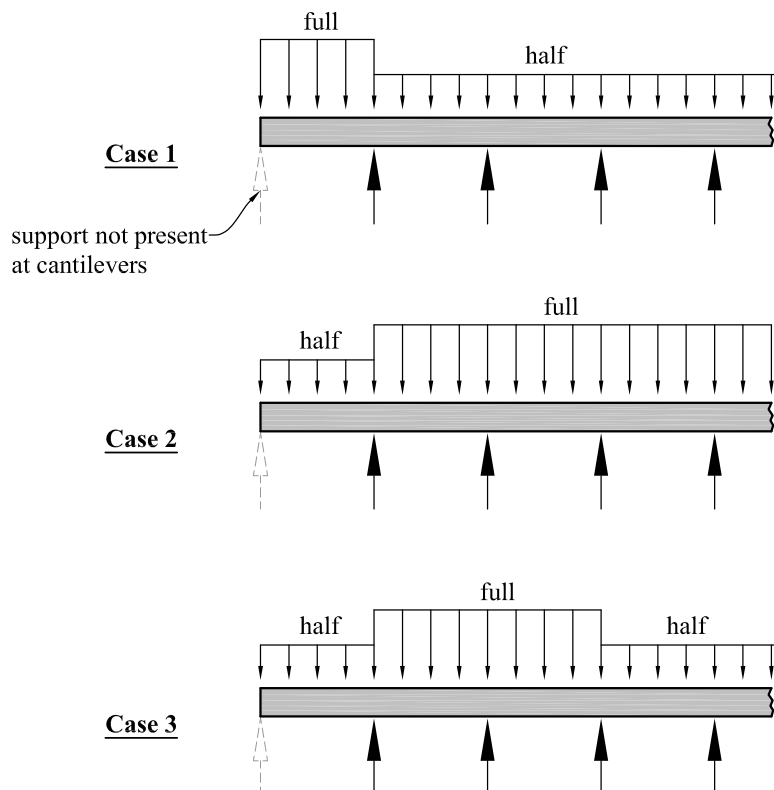 full
half
Case 1
support not present
at cantilevers
full
half
Case 2
full
half
half
Case 3